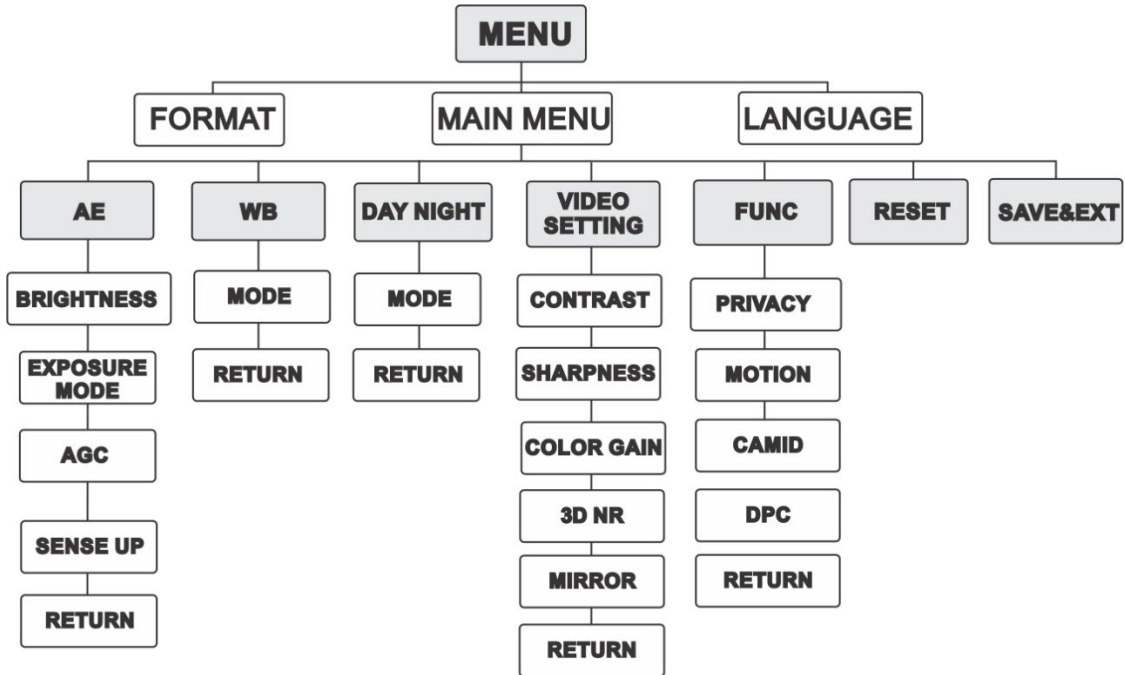 MENU
FORMAT
MAIN MENU
LANGUAGE
AE
WB
DAY NIGHT
VIDEO
SETTING
FUNC
RESET
SAVE&EXT
BRIGHTNESS
EXPOSURE
MODE
AGC
SENSE UP
RETURN
MODE
RETURN
MODE
RETURN
CONTRAST
SHARPNESS
COLOR GAIN
3D NR
MIRROR
RETURN
PRIVACY
MOTION
CAMID
DPC
RETURN